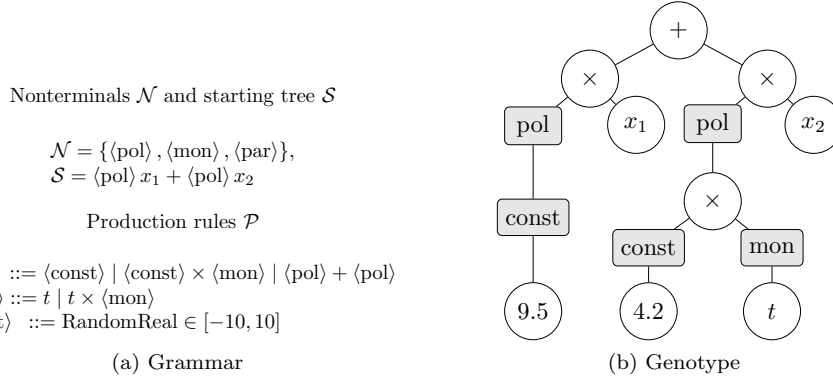 Nonterminals 𝒩 and starting tree 𝒮
𝒩 = {⟨pol⟩ , ⟨mon⟩ , ⟨par⟩},
𝒮 = ⟨pol⟩ x₁ + ⟨pol⟩ x₂
Production rules 𝒫
::= ⟨const⟩ | ⟨const⟩ × ⟨mon⟩ | ⟨pol⟩ + ⟨pol⟩
⟩ ::= t | t × ⟨mon⟩
t⟩ ::= RandomReal ∈ [−10, 10]
(a) Grammar
+
× ×
pol x₁ pol x₂
×
const
const mon
9.5 4.2 t
(b) Genotype